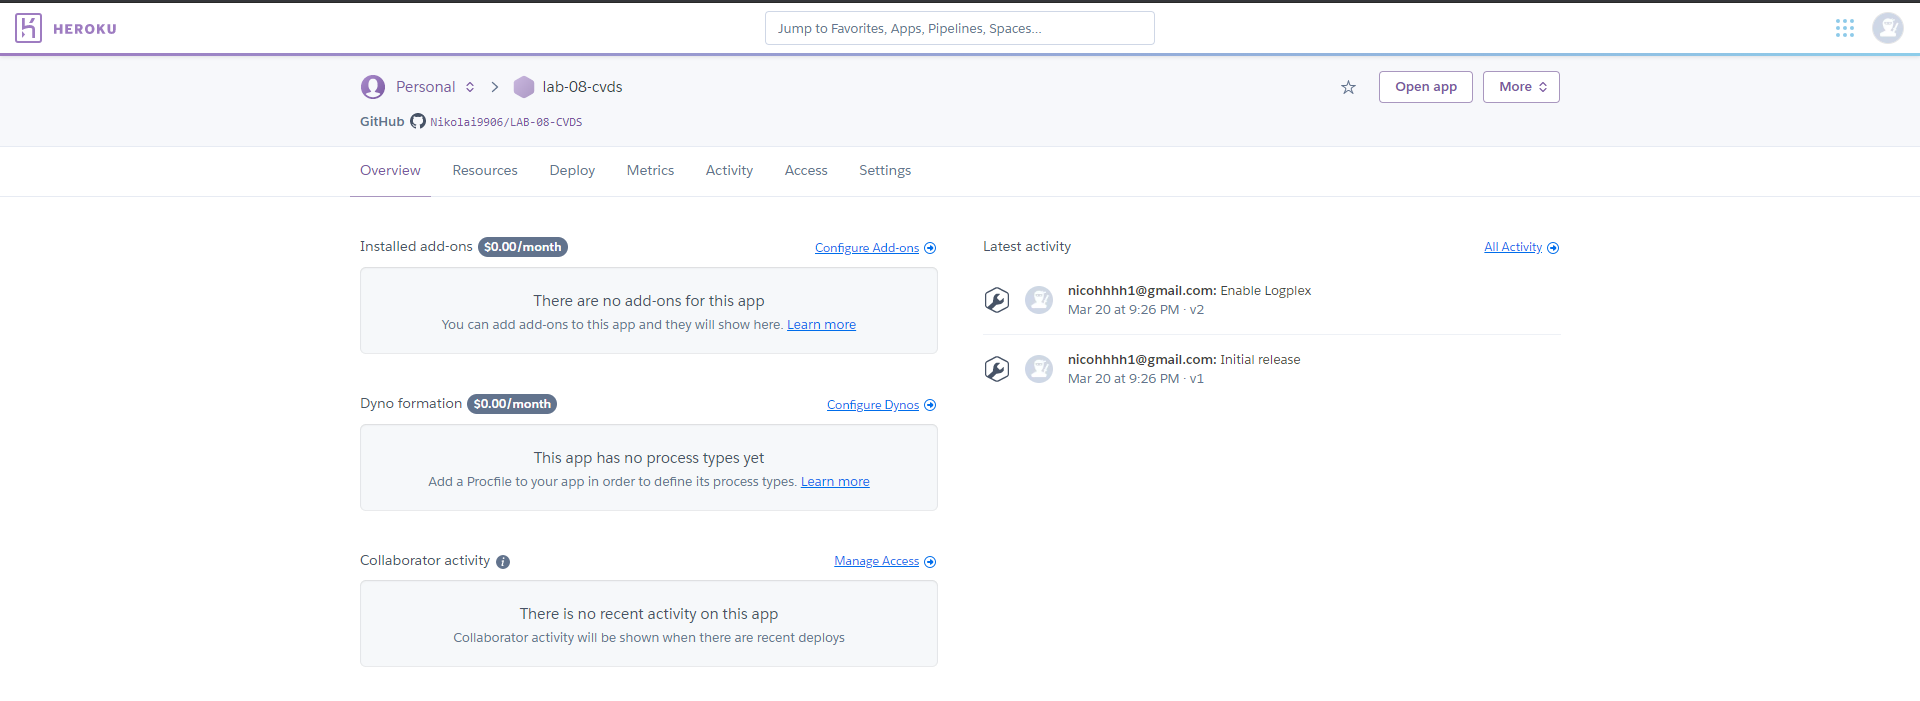 HEROKU
Jump to Favorites, Apps, Pipelines, Spaces...
Personal
lab-08-cvds
Open app
More
GitHub Nikolai9906/LAB-08-CVDS
Overview
Resources
Deploy
Metrics
Activity
Access
Settings
Installed add-ons $0.00/month
Configure Add-ons
There are no add-ons for this app
You can add add-ons to this app and they will show here. Learn more
Dyno formation $0.00/month
Configure Dynos
This app has no process types yet
Add a Procfile to your app in order to define its process types. Learn more
Collaborator activity i
Manage Access
There is no recent activity on this app
Collaborator activity will be shown when there are recent deploys
Latest activity
All Activity
nicohhhh1@gmail.com: Enable Logplex
Mar 20 at 9:26 PM · v2
nicohhhh1@gmail.com: Initial release
Mar 20 at 9:26 PM · v1